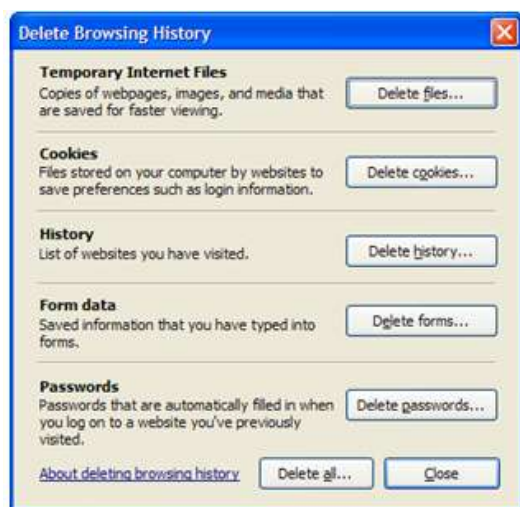 Delete Browsing History
Temporary Internet Files
Copies of webpages, images, and media that
are saved for faster viewing.
Delete files...
Cookies
Files stored on your computer by websites to
save preferences such as login information.
Delete cookies...
History
List of websites you have visited.
Delete history...
Form data
Saved information that you have typed into
forms.
Delete forms...
Passwords
Passwords that are automatically filled in when
you log on to a website you've previously
visited.
Delete passwords...
About deleting browsing history
Delete all...
Close